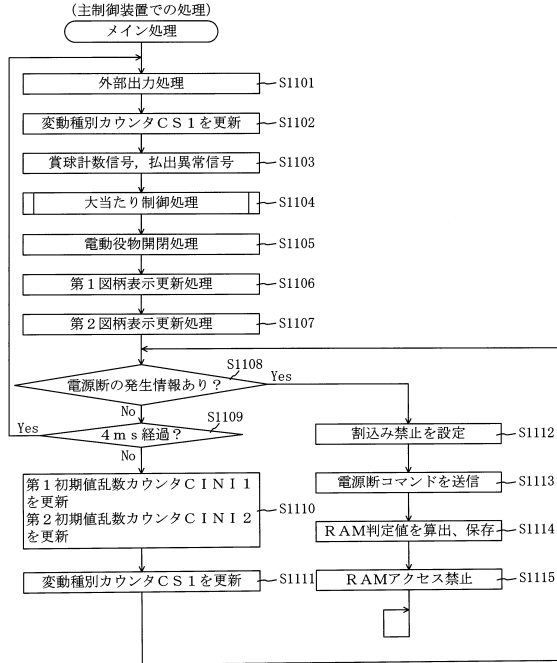 (主制御装置での処理)
メイン処理
外部出力処理 S1101
変動種別カウンタCS1を更新 S1102
賞球計数信号，払出異常信号 S1103
大当たり制御処理 S1104
電動役物開閉処理 S1105
第1図柄表示更新処理 S1106
第2図柄表示更新処理 S1107
S1108
電源断の発生情報あり？ Yes
No
S1109
Yes 4ms経過？
No
第1初期値乱数カウンタCINI1
を更新
第2初期値乱数カウンタCINI2
を更新
S1110
変動種別カウンタCS1を更新 S1111
割込み禁止を設定 S1112
電源断コマンドを送信 S1113
RAM判定値を算出、保存 S1114
RAMアクセス禁止 S1115